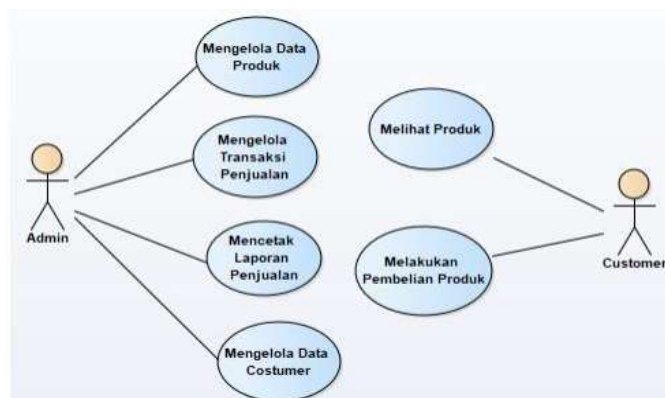 Mengelola Data
Produk
Mengelola
Transaksi
Penjualan
Mencetak
Laporan
Penjualan
Mengelola Data
Costumer
Admin
Melihat Produk
Melakukan
Pembelian Produk
Customer